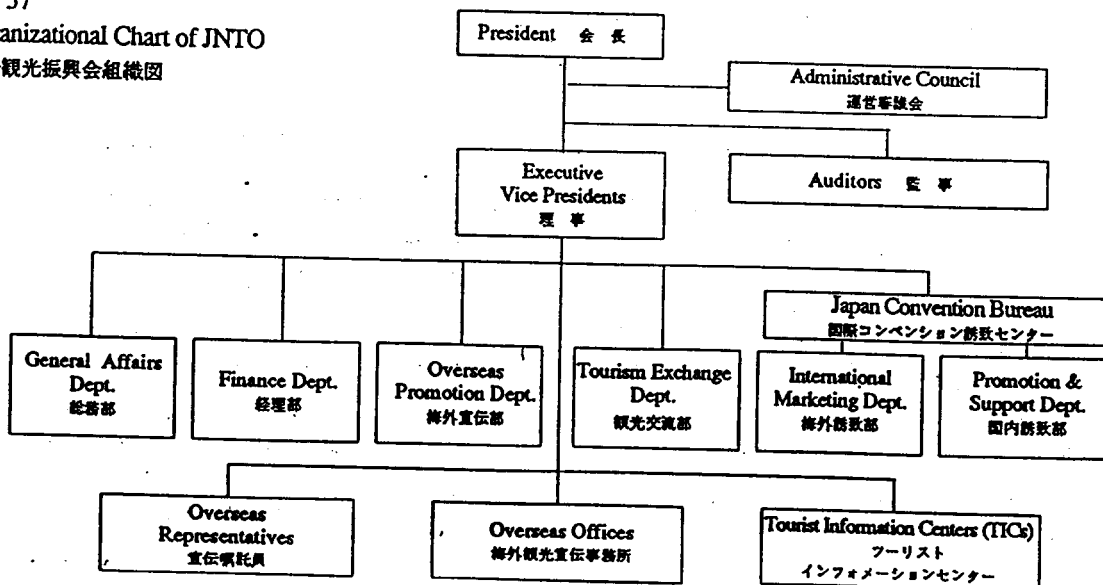 37
anizational Chart of JNTO
観光振興会組織図
President 会長
Administrative Council
運営審議会
Executive
Vice Presidents
理事
Auditors 監事
Japan Convention Bureau
国際コンベンション誘致センター
General Affairs
Dept.
総務部
Finance Dept.
経理部
Overseas
Promotion Dept.
海外宣伝部
Tourism Exchange
Dept.
観光交流部
International
Marketing Dept.
海外誘致部
Promotion &
Support Dept.
国内誘致部
Overseas
Representatives
宣伝嘱託員
Overseas Offices
海外観光宣伝事務所
Tourist Information Centers (TICs)
ツーリスト
インフォメーションセンター